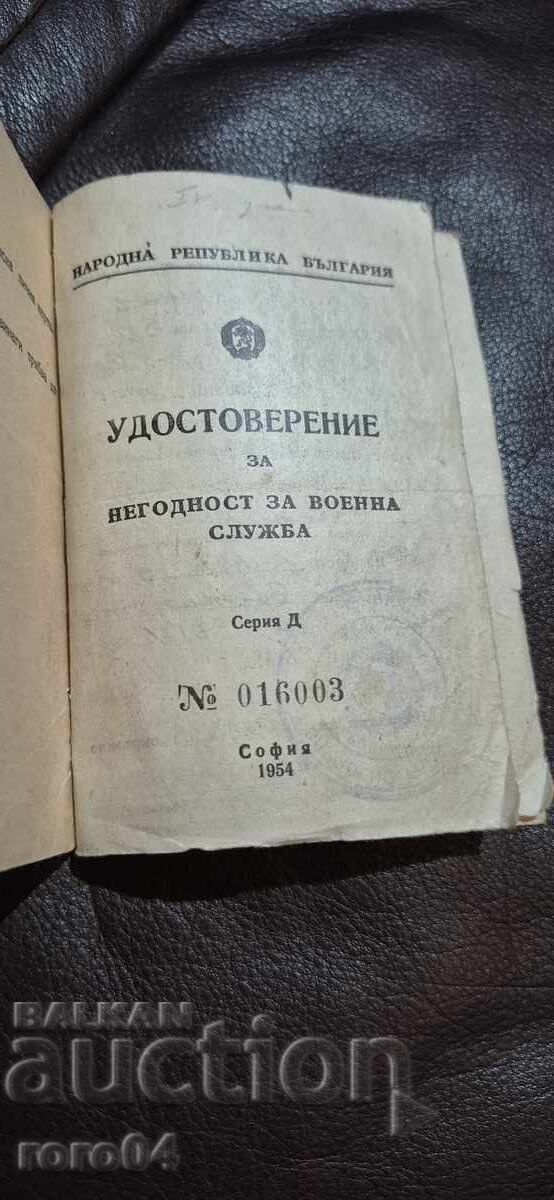 НАРОДНА РЕПУБЛИКА БЪЛГАРИЯ
УДОСТОВЕРЕНИЕ
ЗА
НЕГОДНОСТ ЗА ВОЕННА
СЛУЖБА
Серия Д
№ 016003
София
1954
BALKAN
auction
roro04